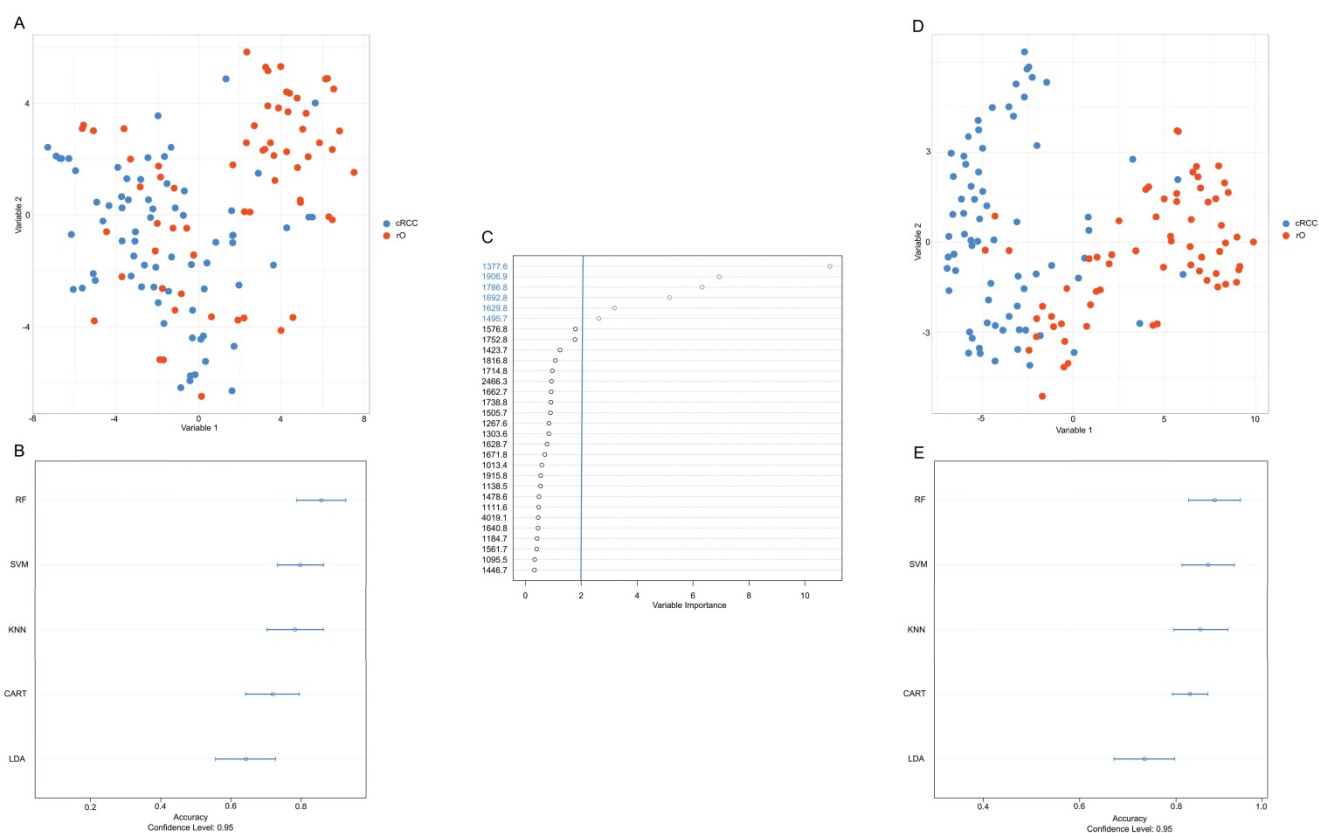 A
4
0
-4
-8
-4
0
4
8
Variable 1
Variable 2
cRCC
rO
B
RF
SVM
KNN
CART
LDA
0.2
0.4
0.6
0.8
Accuracy
Confidence Level: 0.95
C
1377.6
1906.9
1786.8
1692.8
1629.8
1495.7
1576.8
1752.8
1423.7
1816.8
1714.8
2466.3
1662.7
1738.8
1505.7
1267.6
1303.6
1628.7
1671.8
1013.4
1915.8
1138.5
1478.6
1111.6
4019.1
1640.8
1184.7
1561.7
1095.5
1446.7
0
2
4
6
8
10
Variable Importance
D
3
0
-3
-5
0
5
10
Variable 1
Variable 2
cRCC
rO
E
RF
SVM
KNN
CART
LDA
0.4
0.6
0.8
1.0
Accuracy
Confidence Level: 0.95